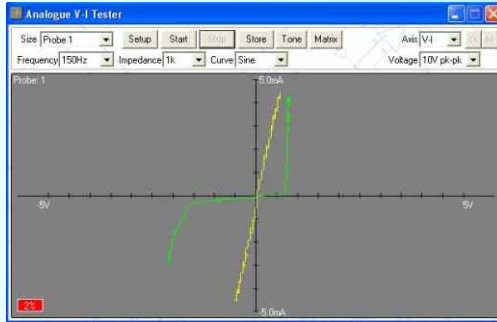 Analogue V-I Tester
Size Probe 1 Setup Start Stop Store Tone Matrix Axis V-I
Frequency 150Hz Impedance 1k Curve Sine Voltage 10V pk-pk
Probe: 1
5.0mA
-5V
5V
2%
-5.0mA